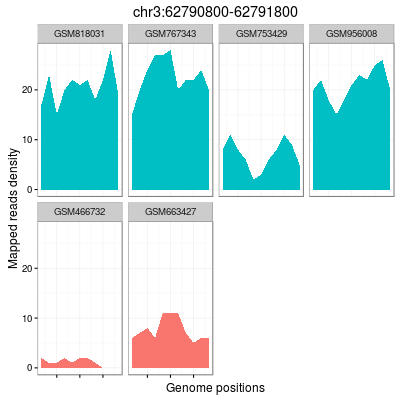 chr3:62790800-62791800
GSM818031 GSM767343 GSM753429 GSM956008
20
10
0
GSM466732 GSM663427
20
10
0
Mapped reads density
Genome positions